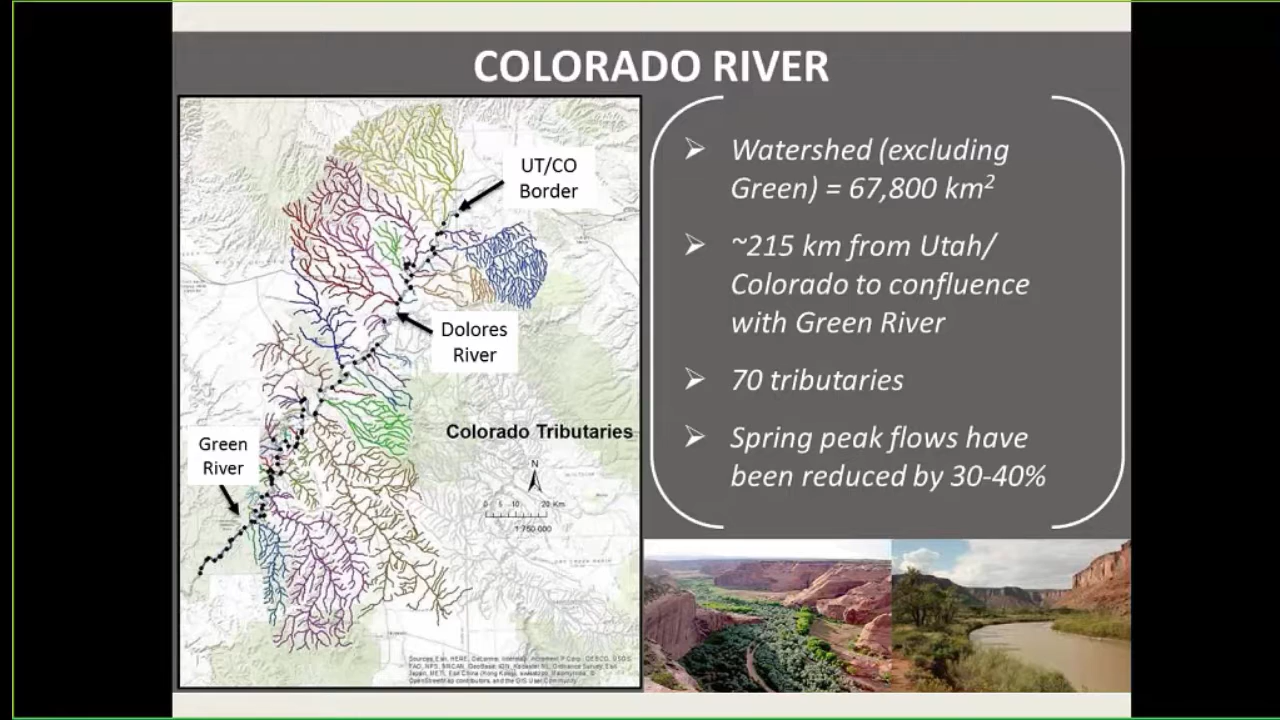 COLORADO RIVER
UT/CO
Border
Dolores
River
Green
River
Colorado Tributaries
N
0 5 10 20 Km
1:750,000
➢ Watershed (excluding
Green) = 67,800 km²
➢ ~215 km from Utah/
Colorado to confluence
with Green River
➢ 70 tributaries
➢ Spring peak flows have
been reduced by 30-40%